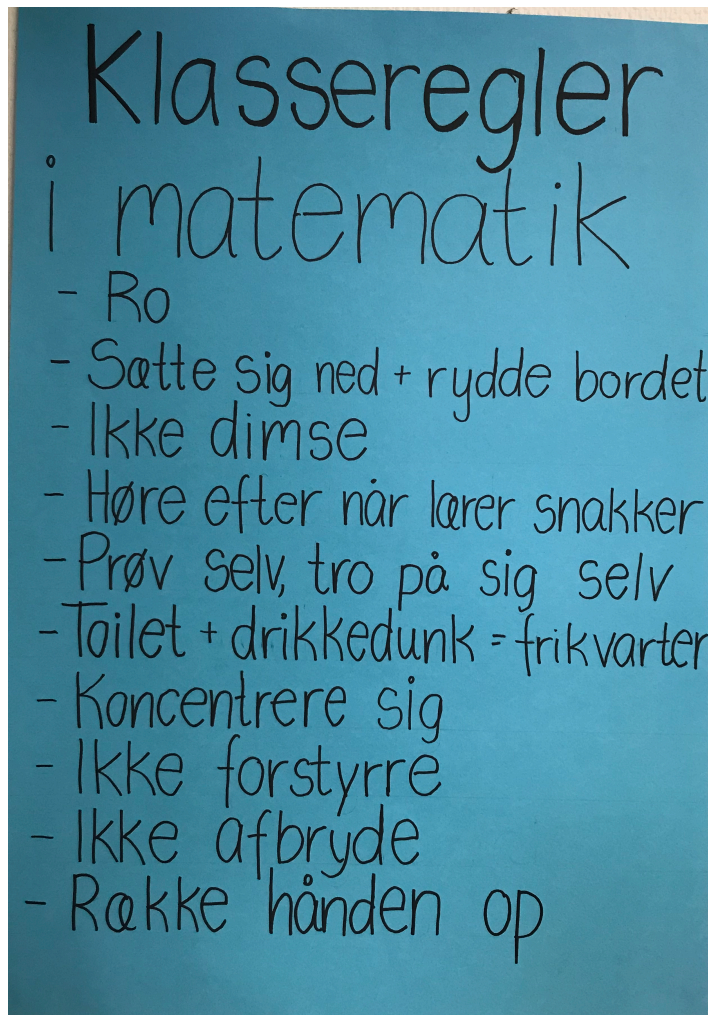 Klasseregler
i matematik
- Ro
- Sætte sig ned + rydde bordet
- Ikke dimse
- Høre efter når lærer snakker
- Prøv selv, tro på sig selv
- Toilet + drikkedunk = frikvarter
- Koncentrere sig
- Ikke forstyrre
- Ikke afbryde
- Række hånden op